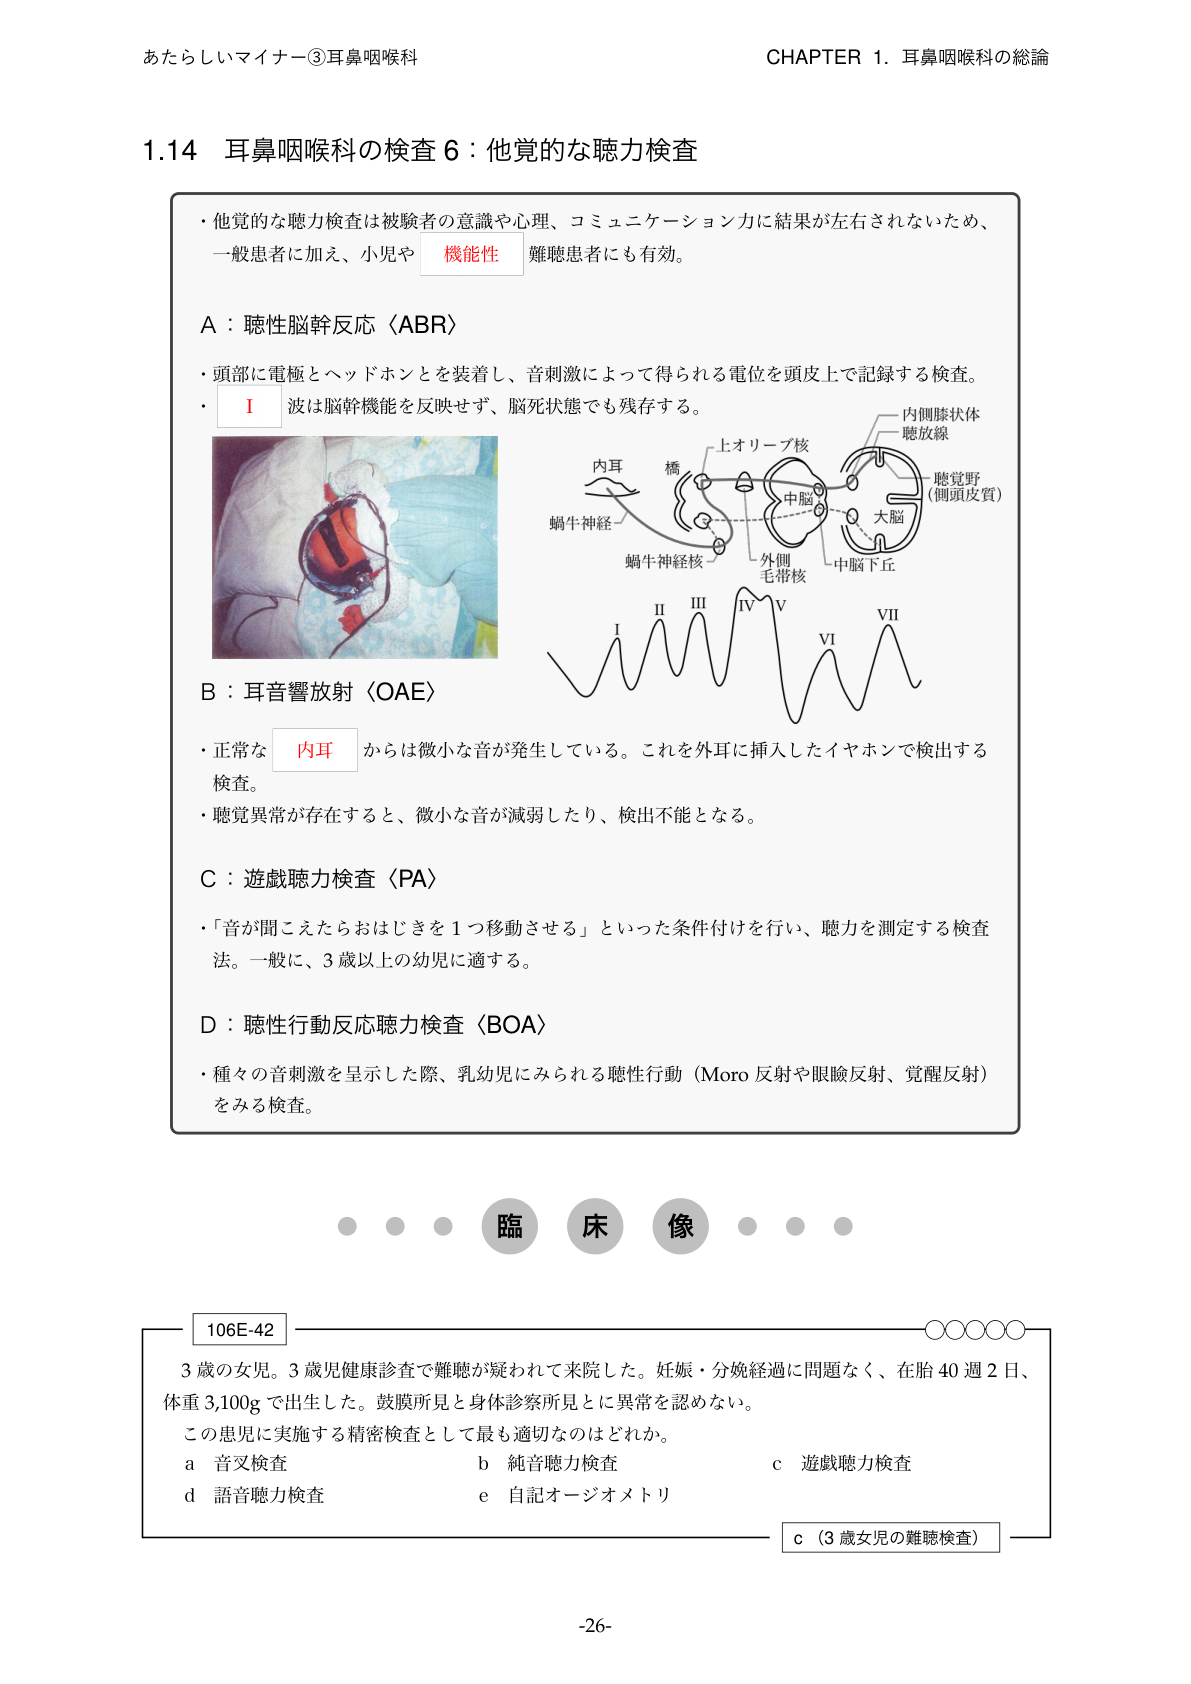 あたらしいマイナー③耳鼻咽喉科
CHAPTER 1. 耳鼻咽喉科の総論
1.14 耳鼻咽喉科の検査 6：他覚的な聴力検査
・他覚的な聴力検査は被験者の意識や心理、コミュニケーション力に結果が左右されないため、
一般患者に加え、小児や 機能性 難聴患者にも有効。
A：聴性脳幹反応〈ABR〉
・頭部に電極とヘッドホンとを装着し、音刺激によって得られる電位を頭皮上で記録する検査。
・ I 波は脳幹機能を反映せず、脳死状態でも残存する。
内側膝状体
聴放線
上オリーブ核
内耳
橋
聴覚野
(側頭皮質)
中脳
大脳
蝸牛神経
蝸牛神経核
外側
毛帯核
中脳下丘
I
II
III
IV
V
VI
VII
B：耳音響放射〈OAE〉
・正常な 内耳 からは微小な音が発生している。これを外耳に挿入したイヤホンで検出する
検査。
・聴覚異常が存在すると、微小な音が減弱したり、検出不能となる。
C：遊戯聴力検査〈PA〉
・「音が聞こえたらおはじきを 1 つ移動させる」といった条件付けを行い、聴力を測定する検査
法。一般に、3 歳以上の幼児に適する。
D：聴性行動反応聴力検査〈BOA〉
・種々の音刺激を呈示した際、乳幼児にみられる聴性行動（Moro 反射や眼瞼反射、覚醒反射）
をみる検査。
臨床像
106E-42
3 歳の女児。3 歳児健康診査で難聴が疑われて来院した。妊娠・分娩経過に問題なく、在胎 40 週 2 日、
体重 3,100g で出生した。鼓膜所見と身体診察所見とに異常を認めない。
この患児に実施する精密検査として最も適切なのはどれか。
a 音叉検査 b 純音聴力検査 c 遊戯聴力検査
d 語音聴力検査 e 自記オージオメトリ
c （3 歳女児の難聴検査）
-26-